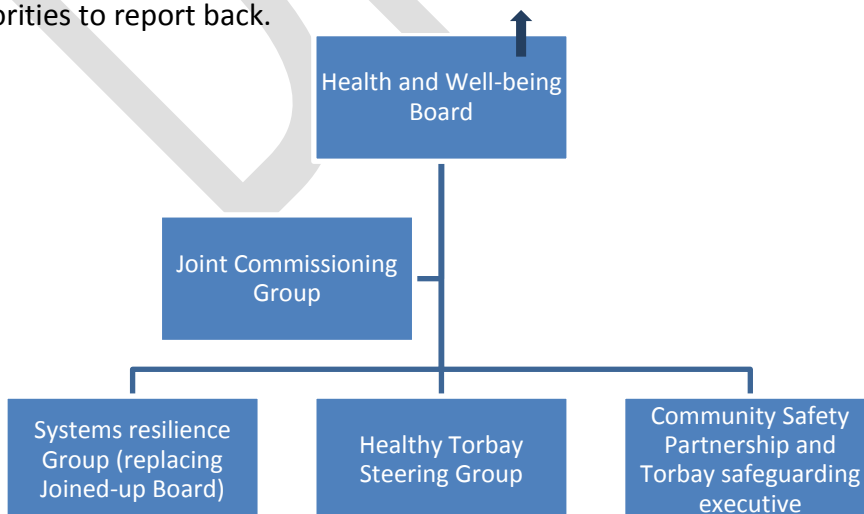 orities to report back.
Health and Well-being
Board
Joint Commissioning
Group
Systems resilience
Group (replacing
Joined-up Board)
Healthy Torbay
Steering Group
Community Safety
Partnership and
Torbay safeguarding
executive